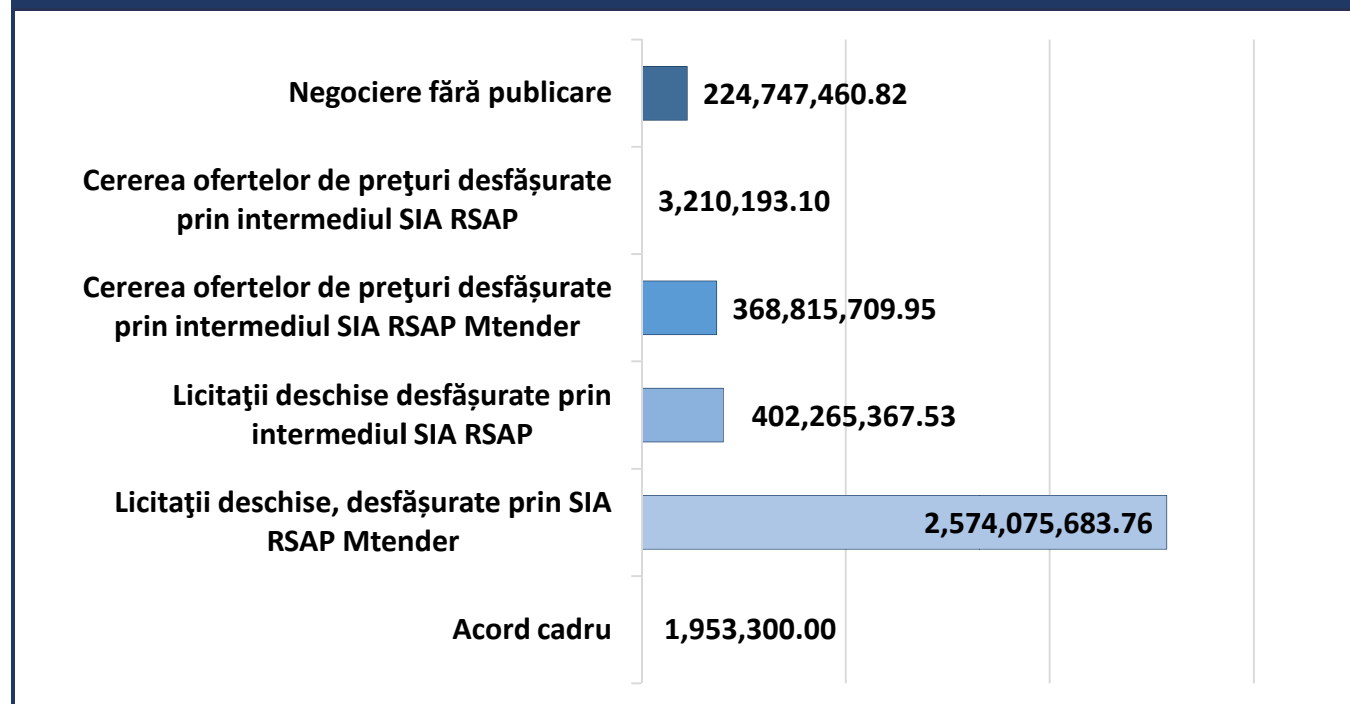 Negociere fără publicare
224,747,460.82
Cererea ofertelor de preţuri desfășurate
prin intermediul SIA RSAP
3,210,193.10
Cererea ofertelor de preţuri desfășurate
prin intermediul SIA RSAP Mtender
368,815,709.95
Licitaţii deschise desfășurate prin
intermediul SIA RSAP
402,265,367.53
Licitaţii deschise, desfășurate prin SIA
RSAP Mtender
2,574,075,683.76
Acord cadru
1,953,300.00